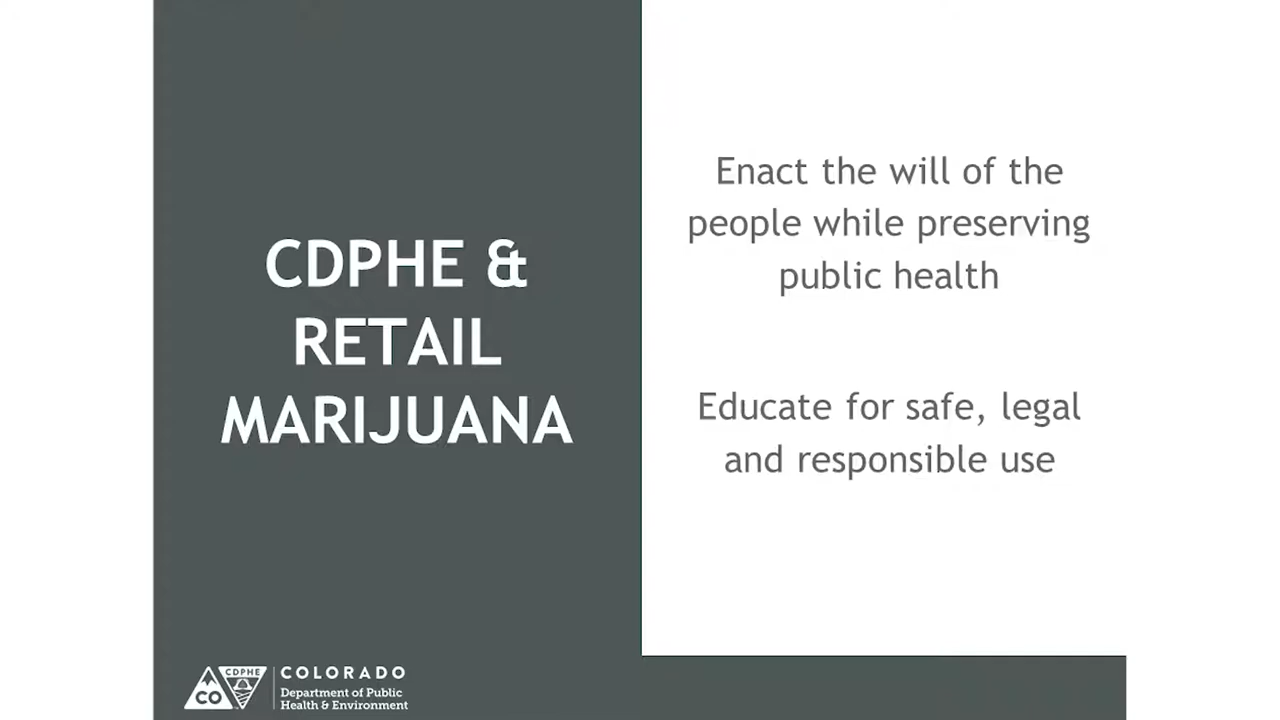 CDPHE &
RETAIL
MARIJUANA
Enact the will of the
people while preserving
public health
Educate for safe, legal
and responsible use
CO
CDPHE
COLORADO
Department of Public
Health & Environment